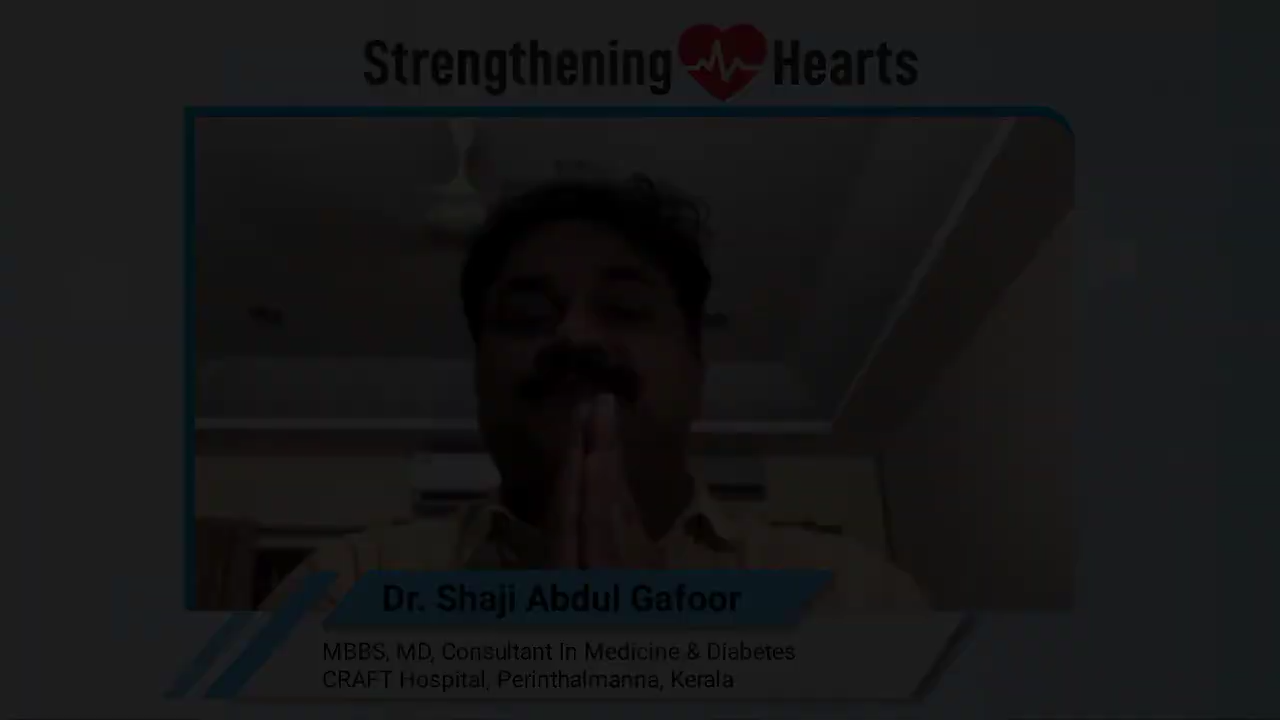 Strengthening Hearts
Dr. Shaji Abdul Gafoor
MBBS, MD, Consultant In Medicine & Diabetes
CRAFT Hospital, Perinthalmanna, Kerala